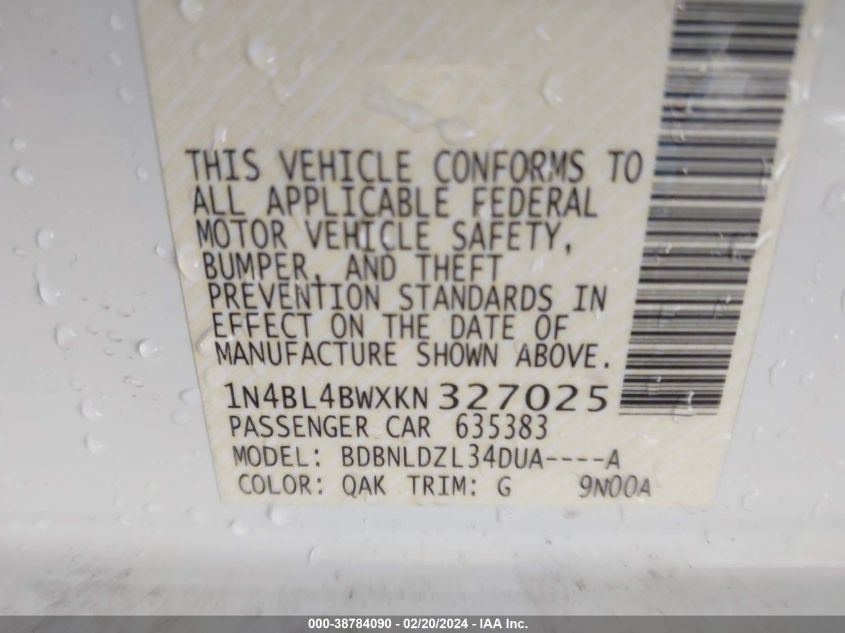 THIS VEHICLE CONFORMS TO
ALL APPLICABLE FEDERAL
MOTOR VEHICLE SAFETY,
BUMPER, AND THEFT
PREVENTION STANDARDS IN
EFFECT ON THE DATE OF
MANUFACTURE SHOWN ABOVE.
1N4BL4BWXKN 327025
PASSENGER CAR 635383
MODEL: BDBNLDZL34DUA----A
COLOR: QAK TRIM: G 9N00A
000-38784090 - 02/20/2024 - IAA Inc.